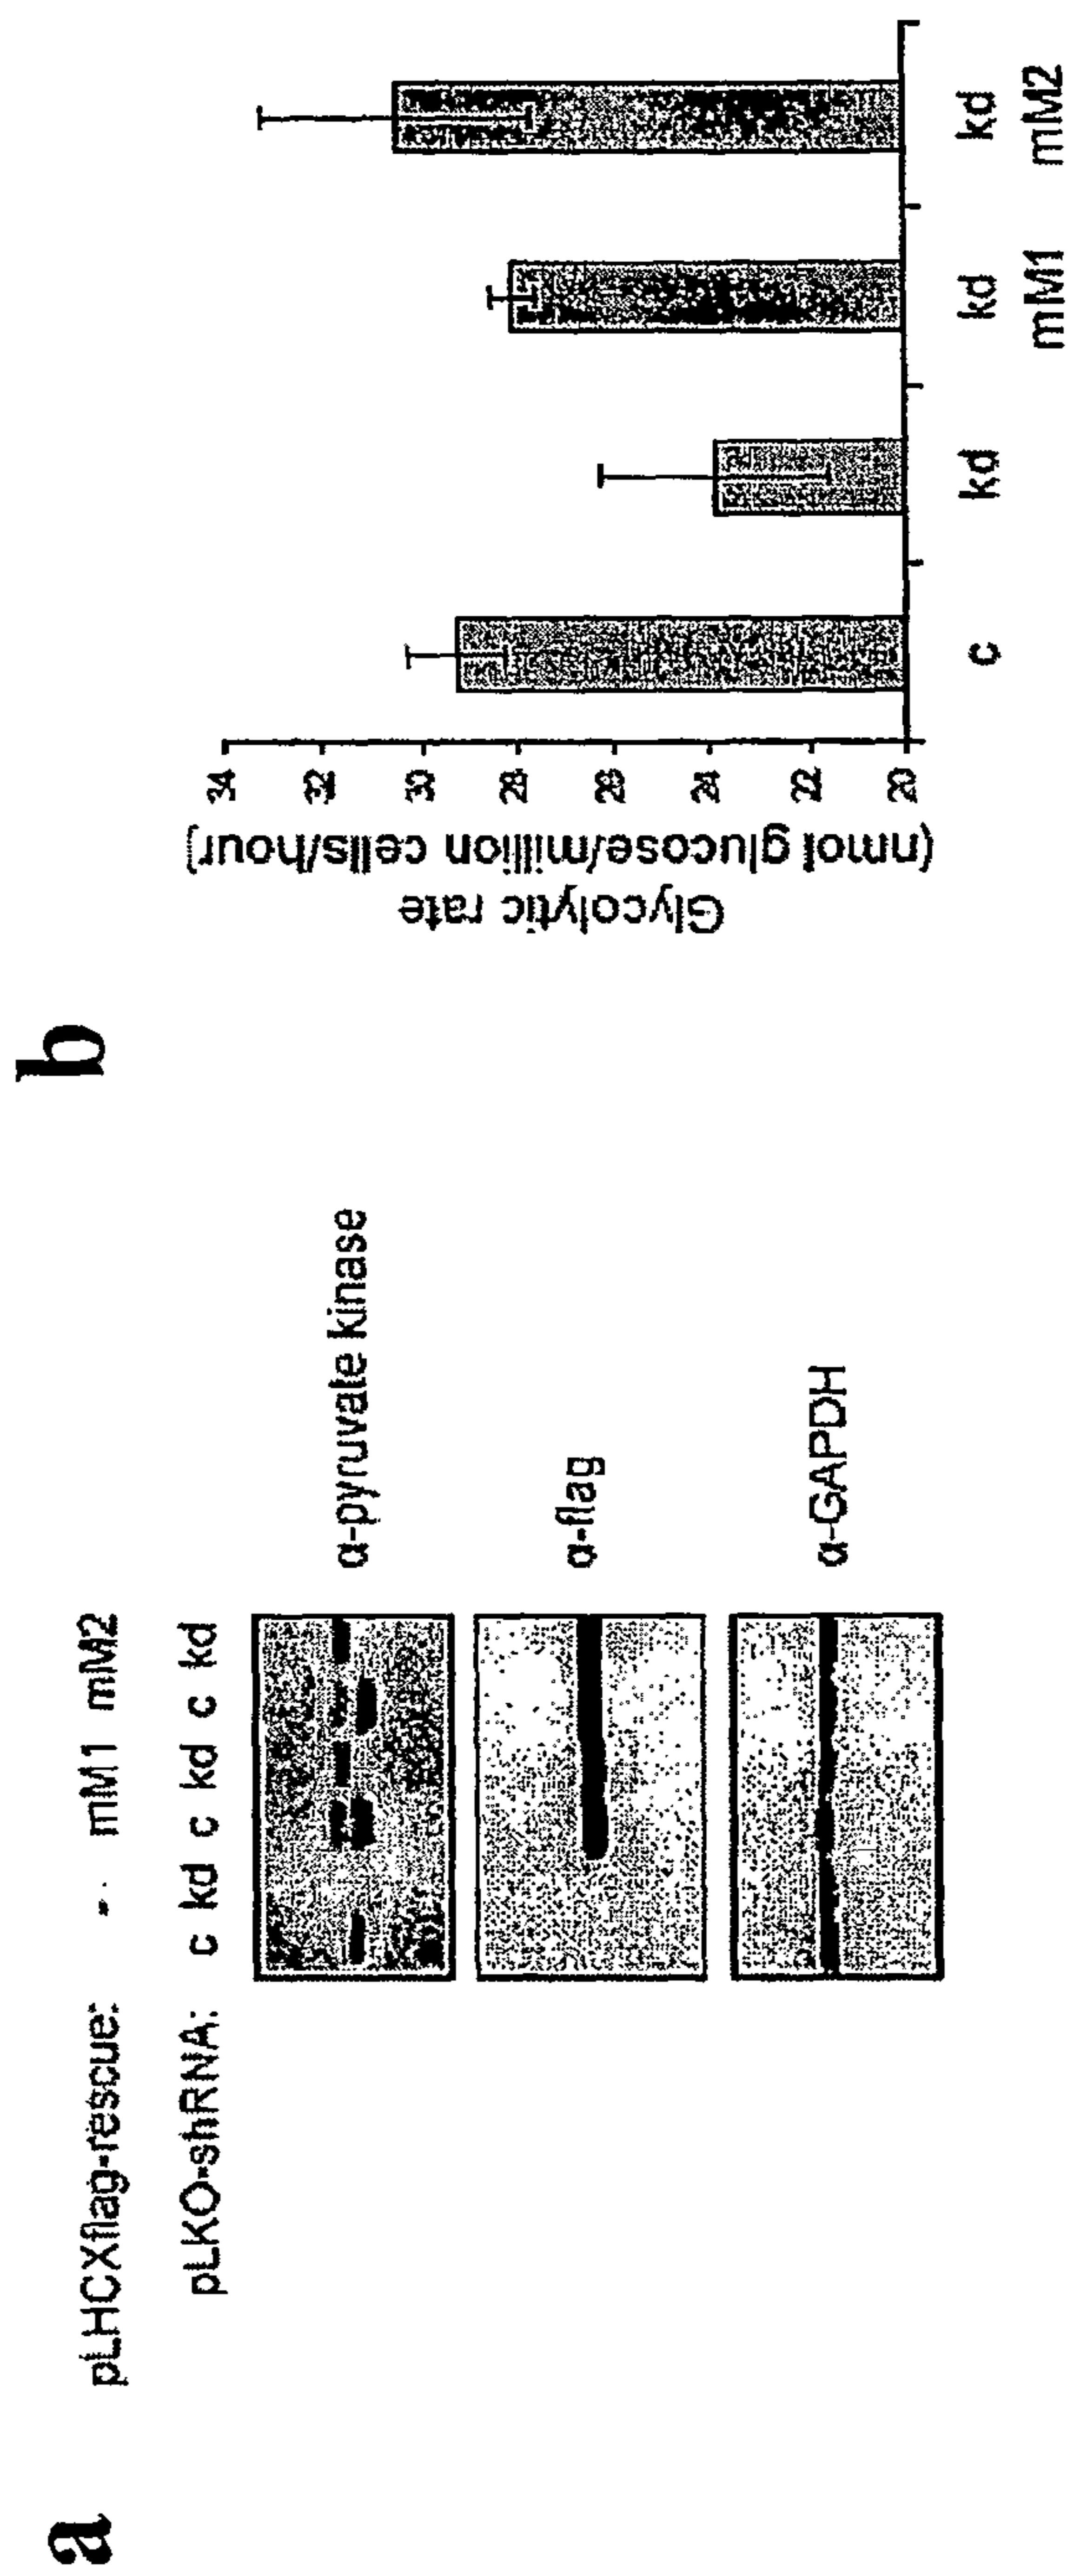 a
pLHCXflag-rescue: - mM1 mM2
pLKO-shRNA: c kd c kd c kd
α-pyruvate kinase
α-flag
α-GAPDH
b
Glycolytic rate
(nmol glucose/million cells/hour)
34
32
30
28
26
24
22
20
c kd kd kd
mM1 mM2